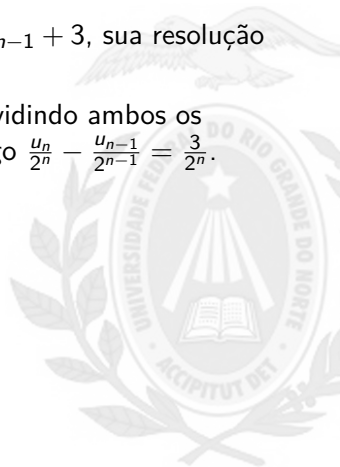 n−1 + 3, sua resolução
vidindo ambos os
go \frac{u_n}{2^n} − \frac{u_{n−1}}{2^{n−1}} = \frac{3}{2^n}.
UNIVERSIDADE FEDERAL DO RIO GRANDE DO NORTE
ACCIPITUT DET